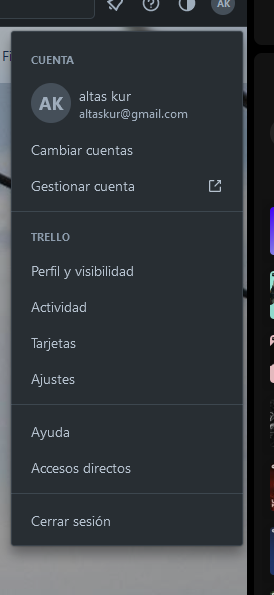 AK
CUENTA
AK
altas kur
altaskur@gmail.com
Cambiar cuentas
Gestionar cuenta
TRELLO
Perfil y visibilidad
Actividad
Tarjetas
Ajustes
Ayuda
Accesos directos
Cerrar sesión